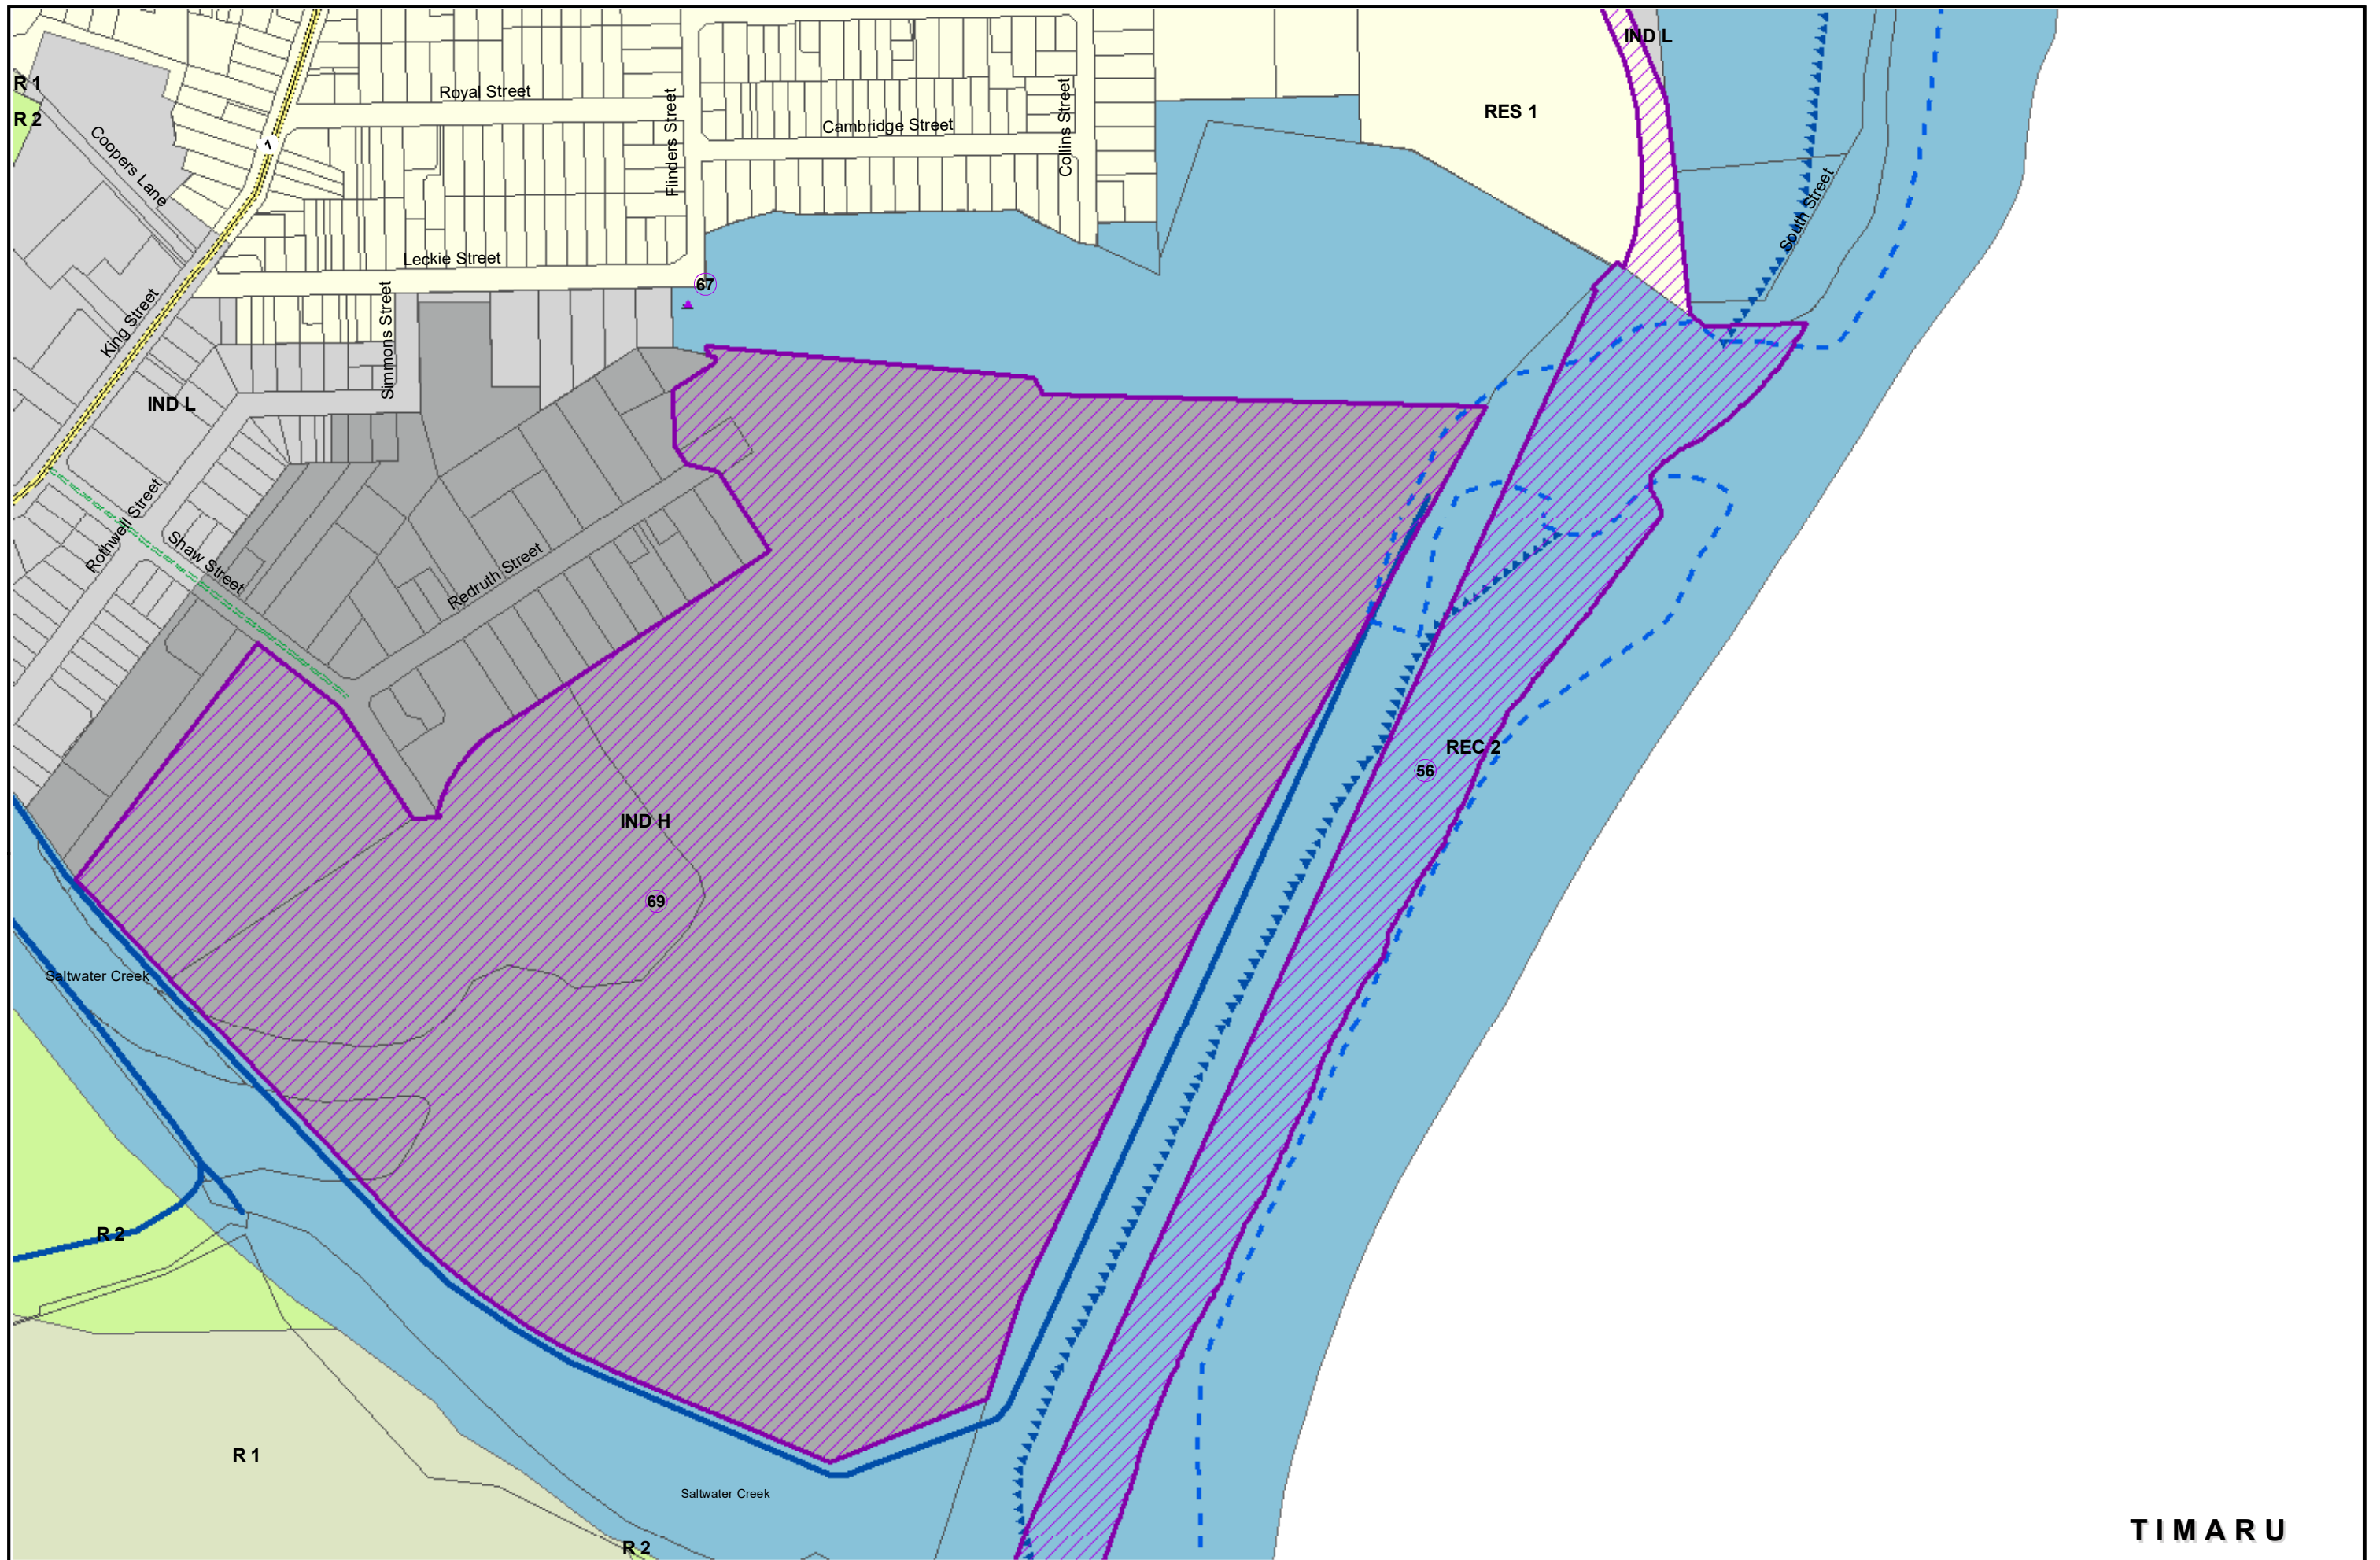 IND L
R 1
R 2
Royal Street
Cambridge Street
RES 1
Coopers Lane
1
Flinders Street
Collins Street
South Street
Leckie Street
67
King Street
Simmons Street
IND L
Rothwell Street
Shaw Street
Redruth Street
REC 2
56
IND H
69
Saltwater Creek
R 2
R 1
Saltwater Creek
TIMARU
R 2